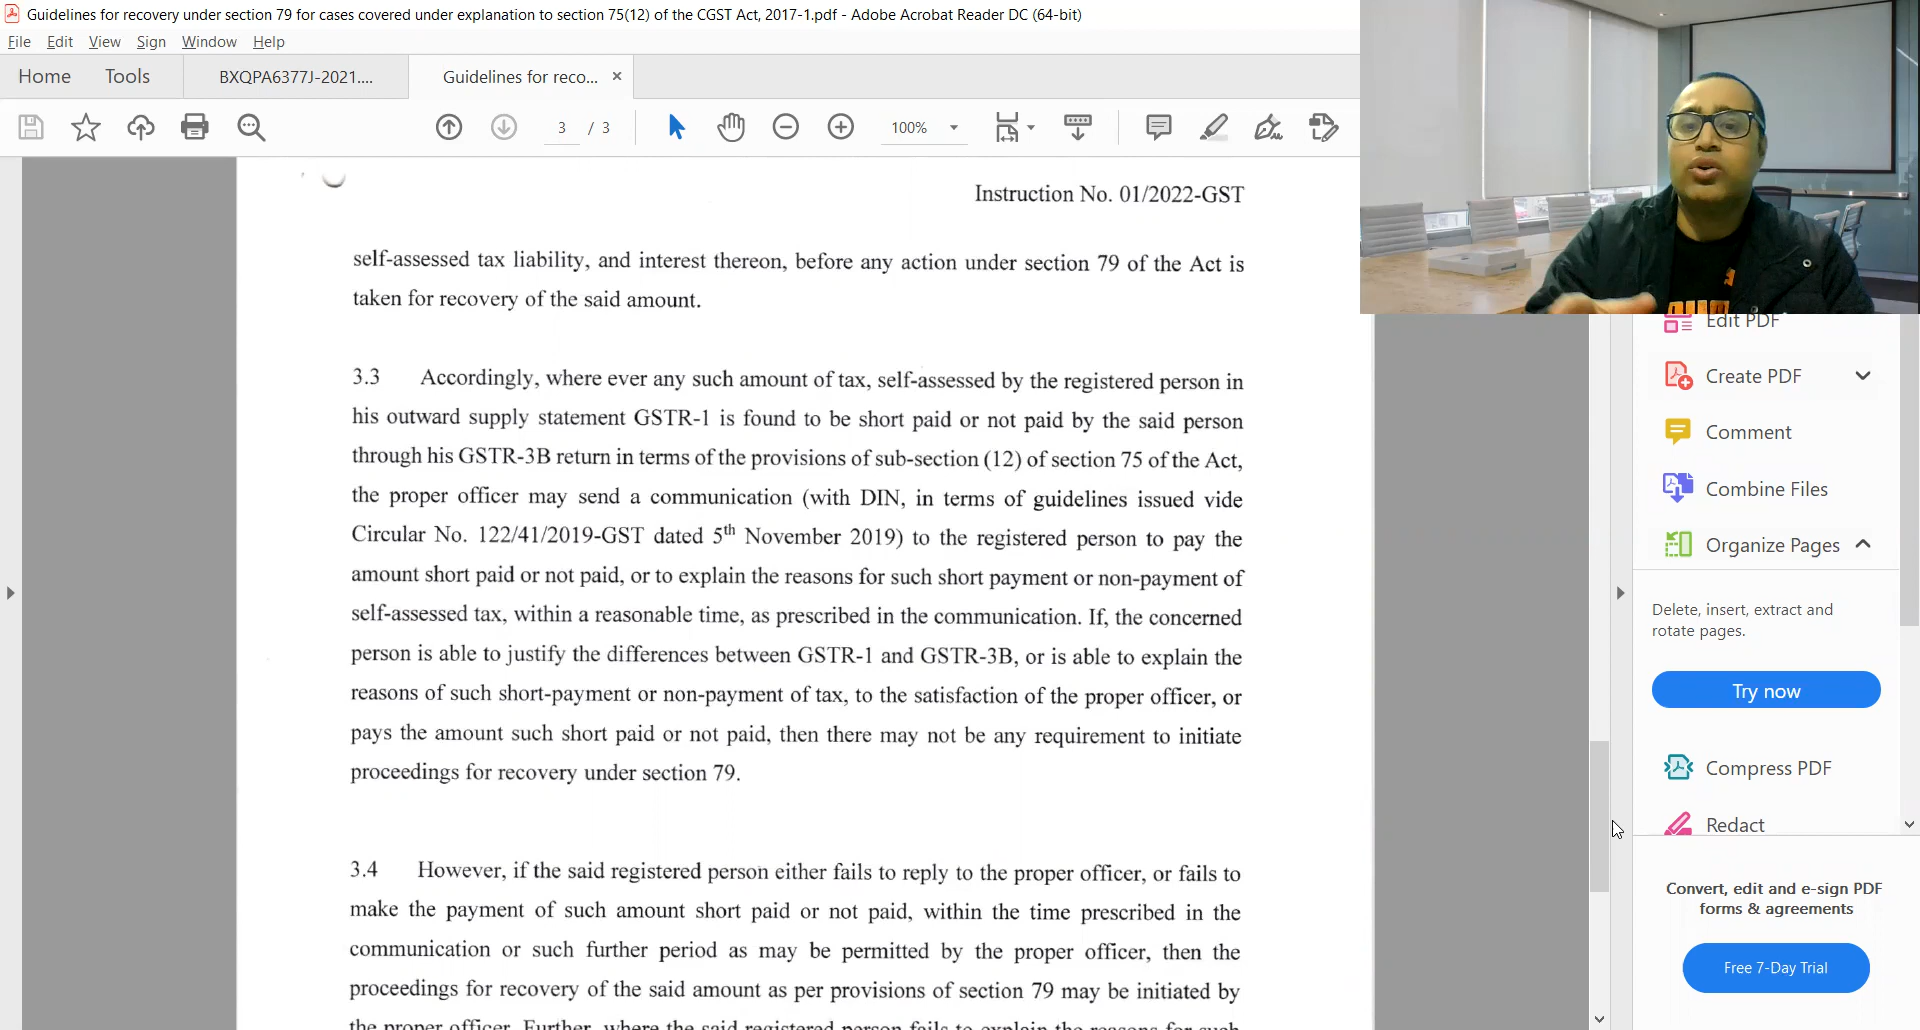 Guidelines for recovery under section 79 for cases covered under explanation to section 75(12) of the CGST Act, 2017-1.pdf - Adobe Acrobat Reader DC (64-bit)
File Edit View Sign Window Help
Home Tools BXQPA6377J-2021.... Guidelines for reco... ×
3 / 3 100%
Instruction No. 01/2022-GST
self-assessed tax liability, and interest thereon, before any action under section 79 of the Act is
taken for recovery of the said amount.
3.3 Accordingly, where ever any such amount of tax, self-assessed by the registered person in
his outward supply statement GSTR-1 is found to be short paid or not paid by the said person
through his GSTR-3B return in terms of the provisions of sub-section (12) of section 75 of the Act,
the proper officer may send a communication (with DIN, in terms of guidelines issued vide
Circular No. 122/41/2019-GST dated 5th November 2019) to the registered person to pay the
amount short paid or not paid, or to explain the reasons for such short payment or non-payment of
self-assessed tax, within a reasonable time, as prescribed in the communication. If, the concerned
person is able to justify the differences between GSTR-1 and GSTR-3B, or is able to explain the
reasons of such short-payment or non-payment of tax, to the satisfaction of the proper officer, or
pays the amount such short paid or not paid, then there may not be any requirement to initiate
proceedings for recovery under section 79.
3.4 However, if the said registered person either fails to reply to the proper officer, or fails to
make the payment of such amount short paid or not paid, within the time prescribed in the
communication or such further period as may be permitted by the proper officer, then the
proceedings for recovery of the said amount as per provisions of section 79 may be initiated by
the proper officer. Further, where the said registered person fails to explain the reasons for such
Edit PDF
Create PDF
Comment
Combine Files
Organize Pages
Delete, insert, extract and
rotate pages.
Try now
Compress PDF
Redact
Convert, edit and e-sign PDF
forms & agreements
Free 7-Day Trial